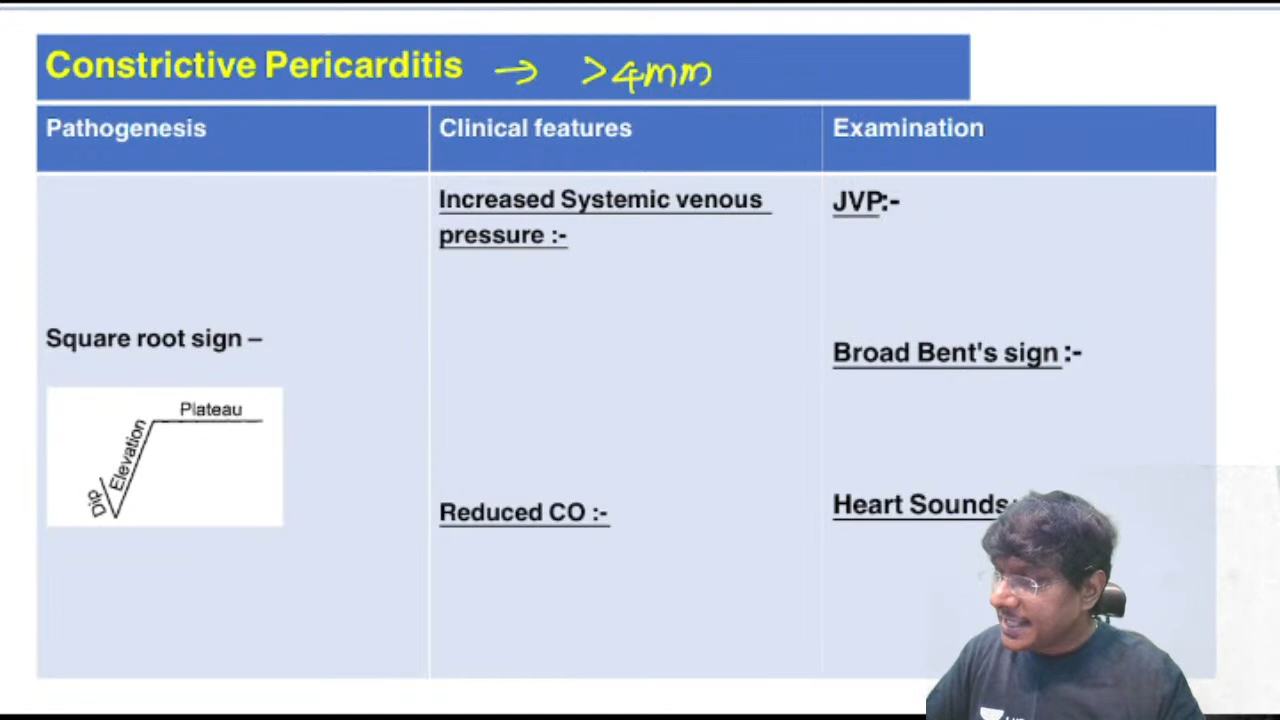 Constrictive Pericarditis → >4mm
Pathogenesis
Clinical features
Examination
Square root sign –
Plateau
Elevation
Dip
Increased Systemic venous
pressure :-
Reduced CO :-
JVP:-
Broad Bent's sign :-
Heart Sounds: